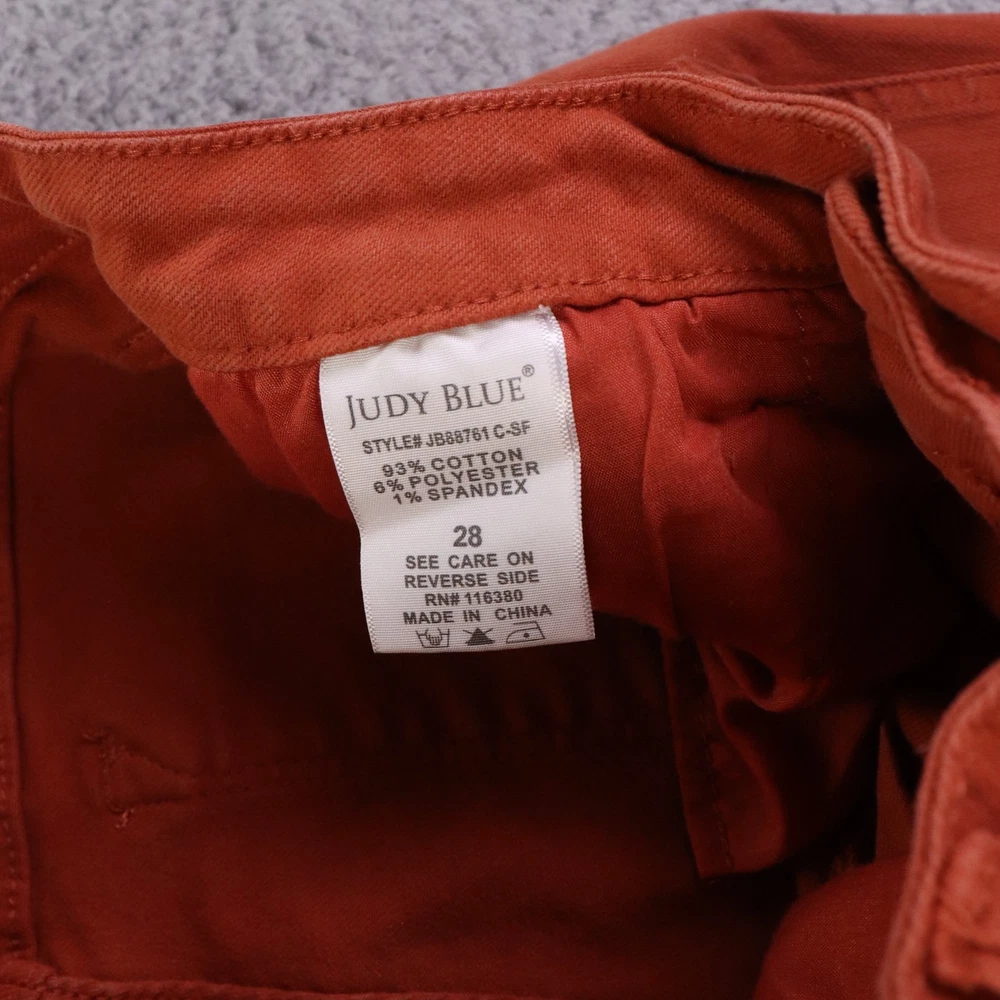 JUDY BLUE®
STYLE# JB88761 C-SF
93% COTTON
6% POLYESTER
1% SPANDEX
28
SEE CARE ON
REVERSE SIDE
RN# 116380
MADE IN CHINA